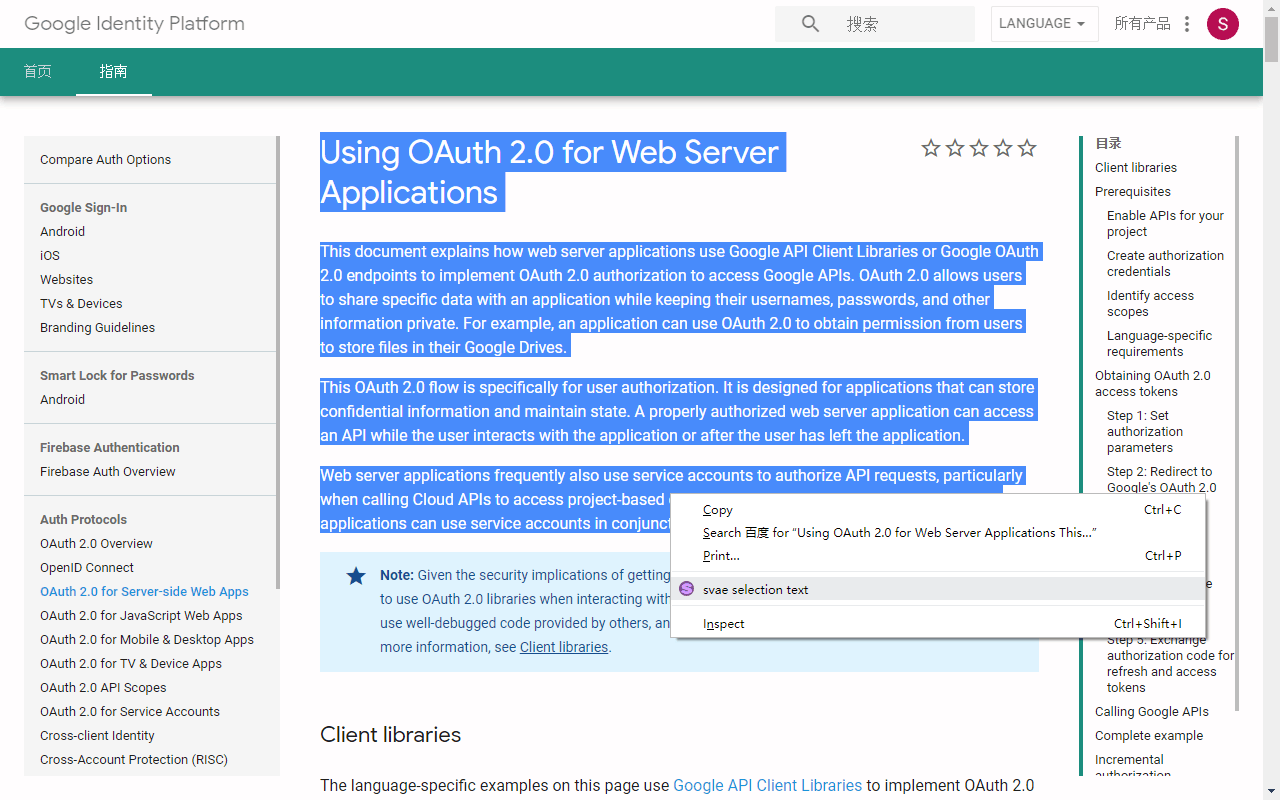 Google Identity Platform
搜索
LANGUAGE
所有产品
S
首页
指南
Compare Auth Options
Google Sign-In
Android
iOS
Websites
TVs & Devices
Branding Guidelines
Smart Lock for Passwords
Android
Firebase Authentication
Firebase Auth Overview
Auth Protocols
OAuth 2.0 Overview
OpenID Connect
OAuth 2.0 for Server-side Web Apps
OAuth 2.0 for JavaScript Web Apps
OAuth 2.0 for Mobile & Desktop Apps
OAuth 2.0 for TV & Device Apps
OAuth 2.0 API Scopes
OAuth 2.0 for Service Accounts
Cross-client Identity
Cross-Account Protection (RISC)
Using OAuth 2.0 for Web Server
Applications
This document explains how web server applications use Google API Client Libraries or Google OAuth
2.0 endpoints to implement OAuth 2.0 authorization to access Google APIs. OAuth 2.0 allows users
to share specific data with an application while keeping their usernames, passwords, and other
information private. For example, an application can use OAuth 2.0 to obtain permission from users
to store files in their Google Drives.
This OAuth 2.0 flow is specifically for user authorization. It is designed for applications that can store
confidential information and maintain state. A properly authorized web server application can access
an API while the user interacts with the application or after the user has left the application.
Web server applications frequently also use service accounts to authorize API requests, particularly
when calling Cloud APIs to access project-based
applications can use service accounts in
Note: Given the security implications of getting
to use OAuth 2.0 libraries when interacting with
use well-debugged code provided by others,
more information, see Client libraries.
Client libraries
The language-specific examples on this page use Google API Client Libraries to implement OAuth 2.0
Copy Ctrl+C
Search 百度 for “Using OAuth 2.0 for Web Server Applications This...”
Print... Ctrl+P
svae selection text
Inspect Ctrl+Shift+I
目录
Client libraries
Prerequisites
Enable APIs for your
project
Create authorization
credentials
Identify access
scopes
Language-specific
requirements
Obtaining OAuth 2.0
access tokens
Step 1: Set
authorization
parameters
Step 2: Redirect to
Google's OAuth 2.0
Step 5: Exchange
authorization code for
refresh and access
tokens
Calling Google APIs
Complete example
Incremental
authorization